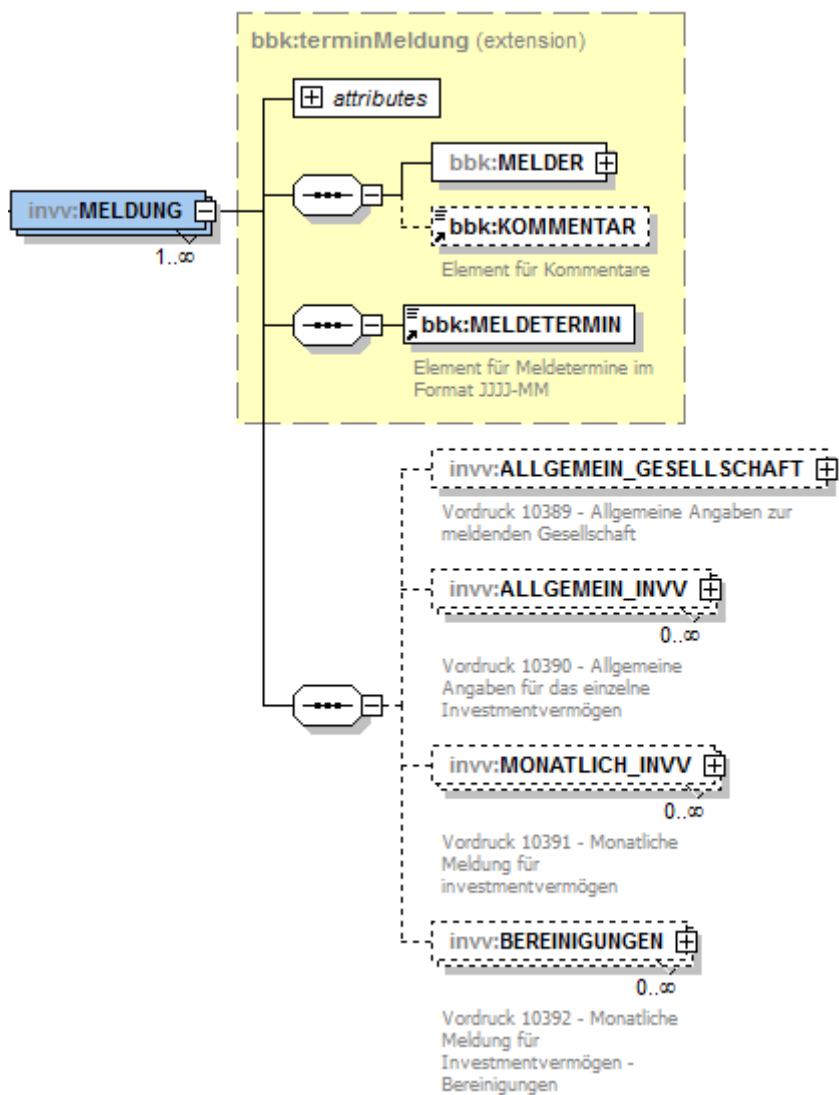 bbk:terminMeldung (extension)
attributes
bbk:MELDER
invv:MELDUNG
1..∞
bbk:KOMMENTAR
Element für Kommentare
bbk:MELDETERMIN
Element für Meldetermine im
Format JJJJ-MM
invv:ALLGEMEIN_GESELLSCHAFT
Vordruck 10389 - Allgemeine Angaben zur
meldenden Gesellschaft
invv:ALLGEMEIN_INVV
0..∞
Vordruck 10390 - Allgemeine
Angaben für das einzelne
Investmentvermögen
invv:MONATLICH_INVV
0..∞
Vordruck 10391 - Monatliche
Meldung für
investmentvermögen
invv:BEREINIGUNGEN
0..∞
Vordruck 10392 - Monatliche
Meldung für
Investmentvermögen -
Bereinigungen